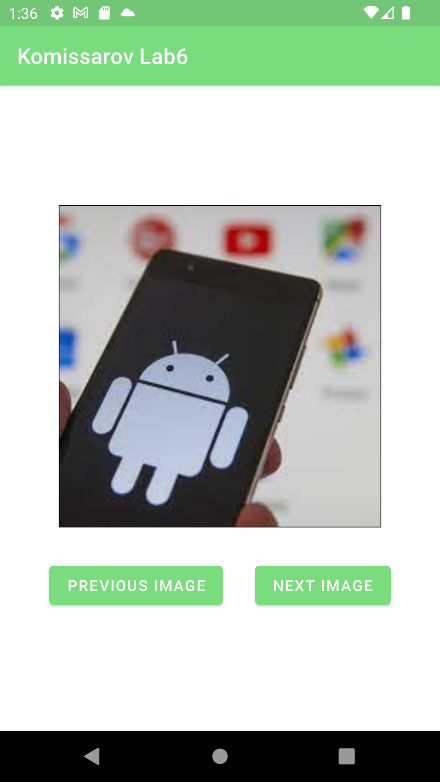 1:36
Komissarov Lab6
PREVIOUS IMAGE
NEXT IMAGE